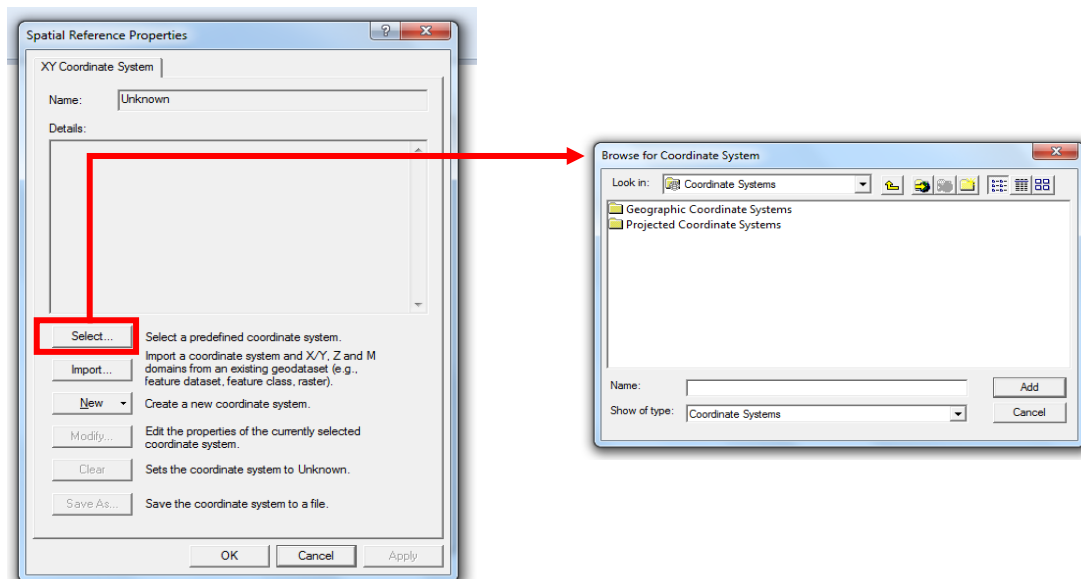 Spatial Reference Properties
XY Coordinate System
Name: Unknown
Details:
Select... Select a predefined coordinate system.
Import... Import a coordinate system and X/Y, Z and M
domains from an existing geodataset (e.g.,
feature dataset, feature class, raster).
New Create a new coordinate system.
Modify... Edit the properties of the currently selected
coordinate system.
Clear Sets the coordinate system to Unknown.
Save As... Save the coordinate system to a file.
OK Cancel Apply
Browse for Coordinate System
Look in: Coordinate Systems
Geographic Coordinate Systems
Projected Coordinate Systems
Name: Add
Show of type: Coordinate Systems Cancel